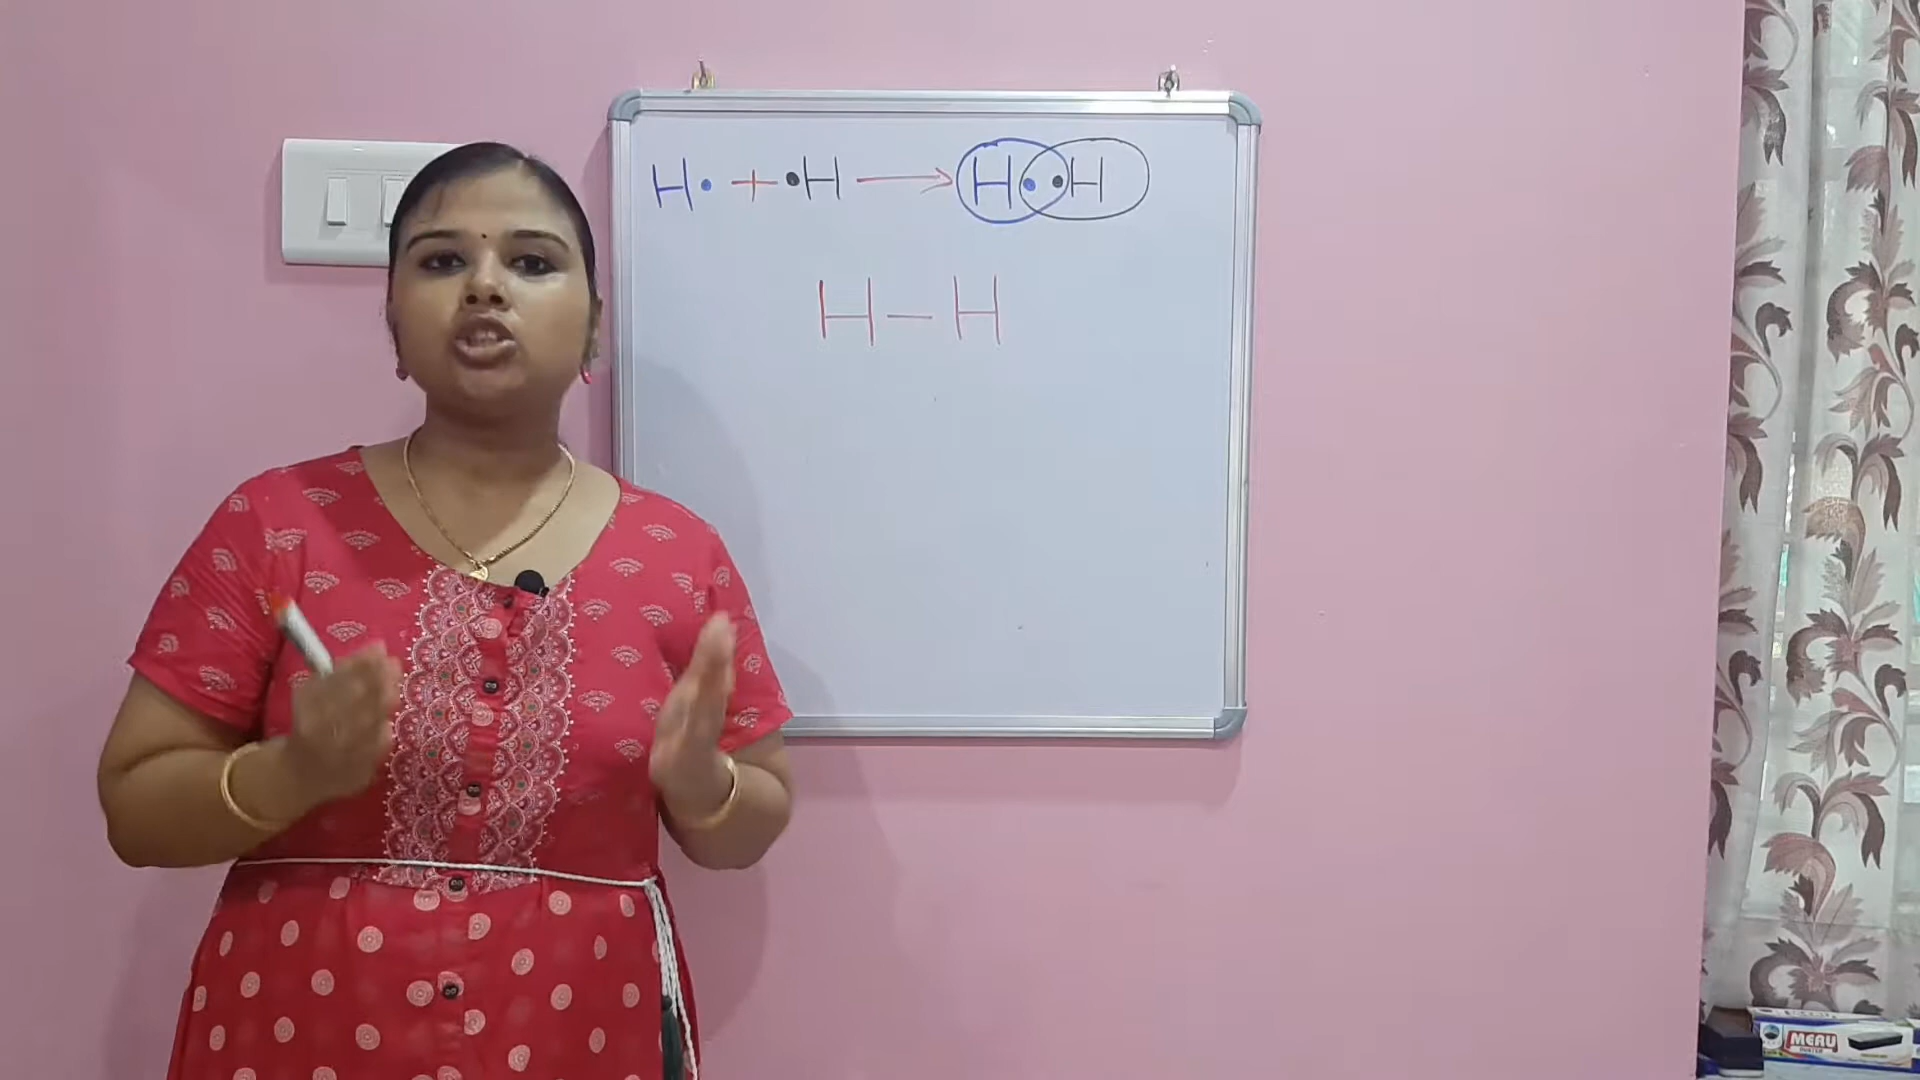 H• + •H ⟶ H••H
H – H
MERU